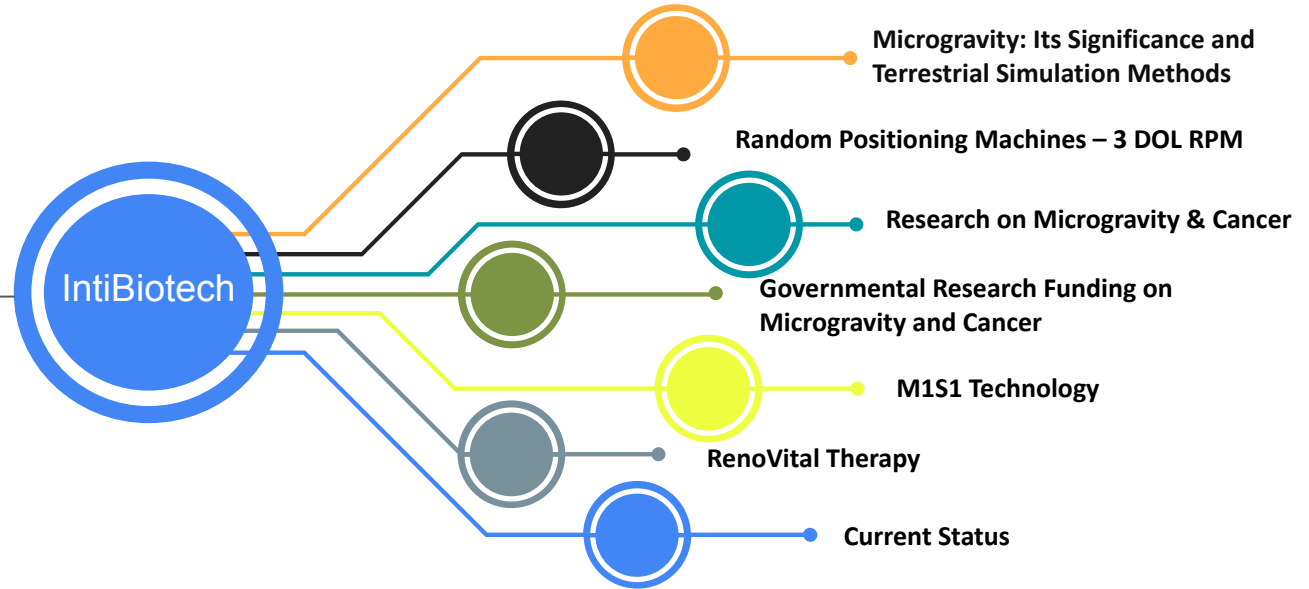 IntiBiotech
Microgravity: Its Significance and
Terrestrial Simulation Methods
Random Positioning Machines – 3 DOL RPM
Research on Microgravity & Cancer
Governmental Research Funding on
Microgravity and Cancer
M1S1 Technology
RenoVital Therapy
Current Status